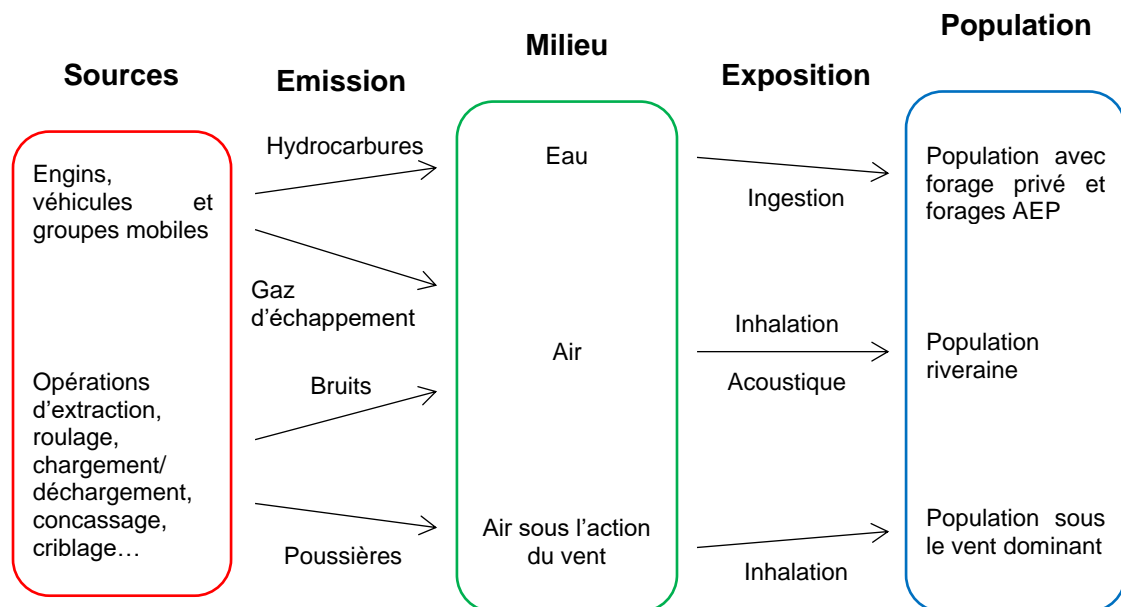 Sources
Emission
Milieu
Exposition
Population
Engins,
véhicules et
groupes mobiles
Opérations
d'extraction,
roulage,
chargement/
déchargement,
concassage,
criblage…
Hydrocarbures
Gaz
d'échappement
Bruits
Poussières
Eau
Air
Air sous l'action
du vent
Ingestion
Inhalation
Acoustique
Inhalation
Population avec
forage privé et
forages AEP
Population
riveraine
Population sous
le vent dominant